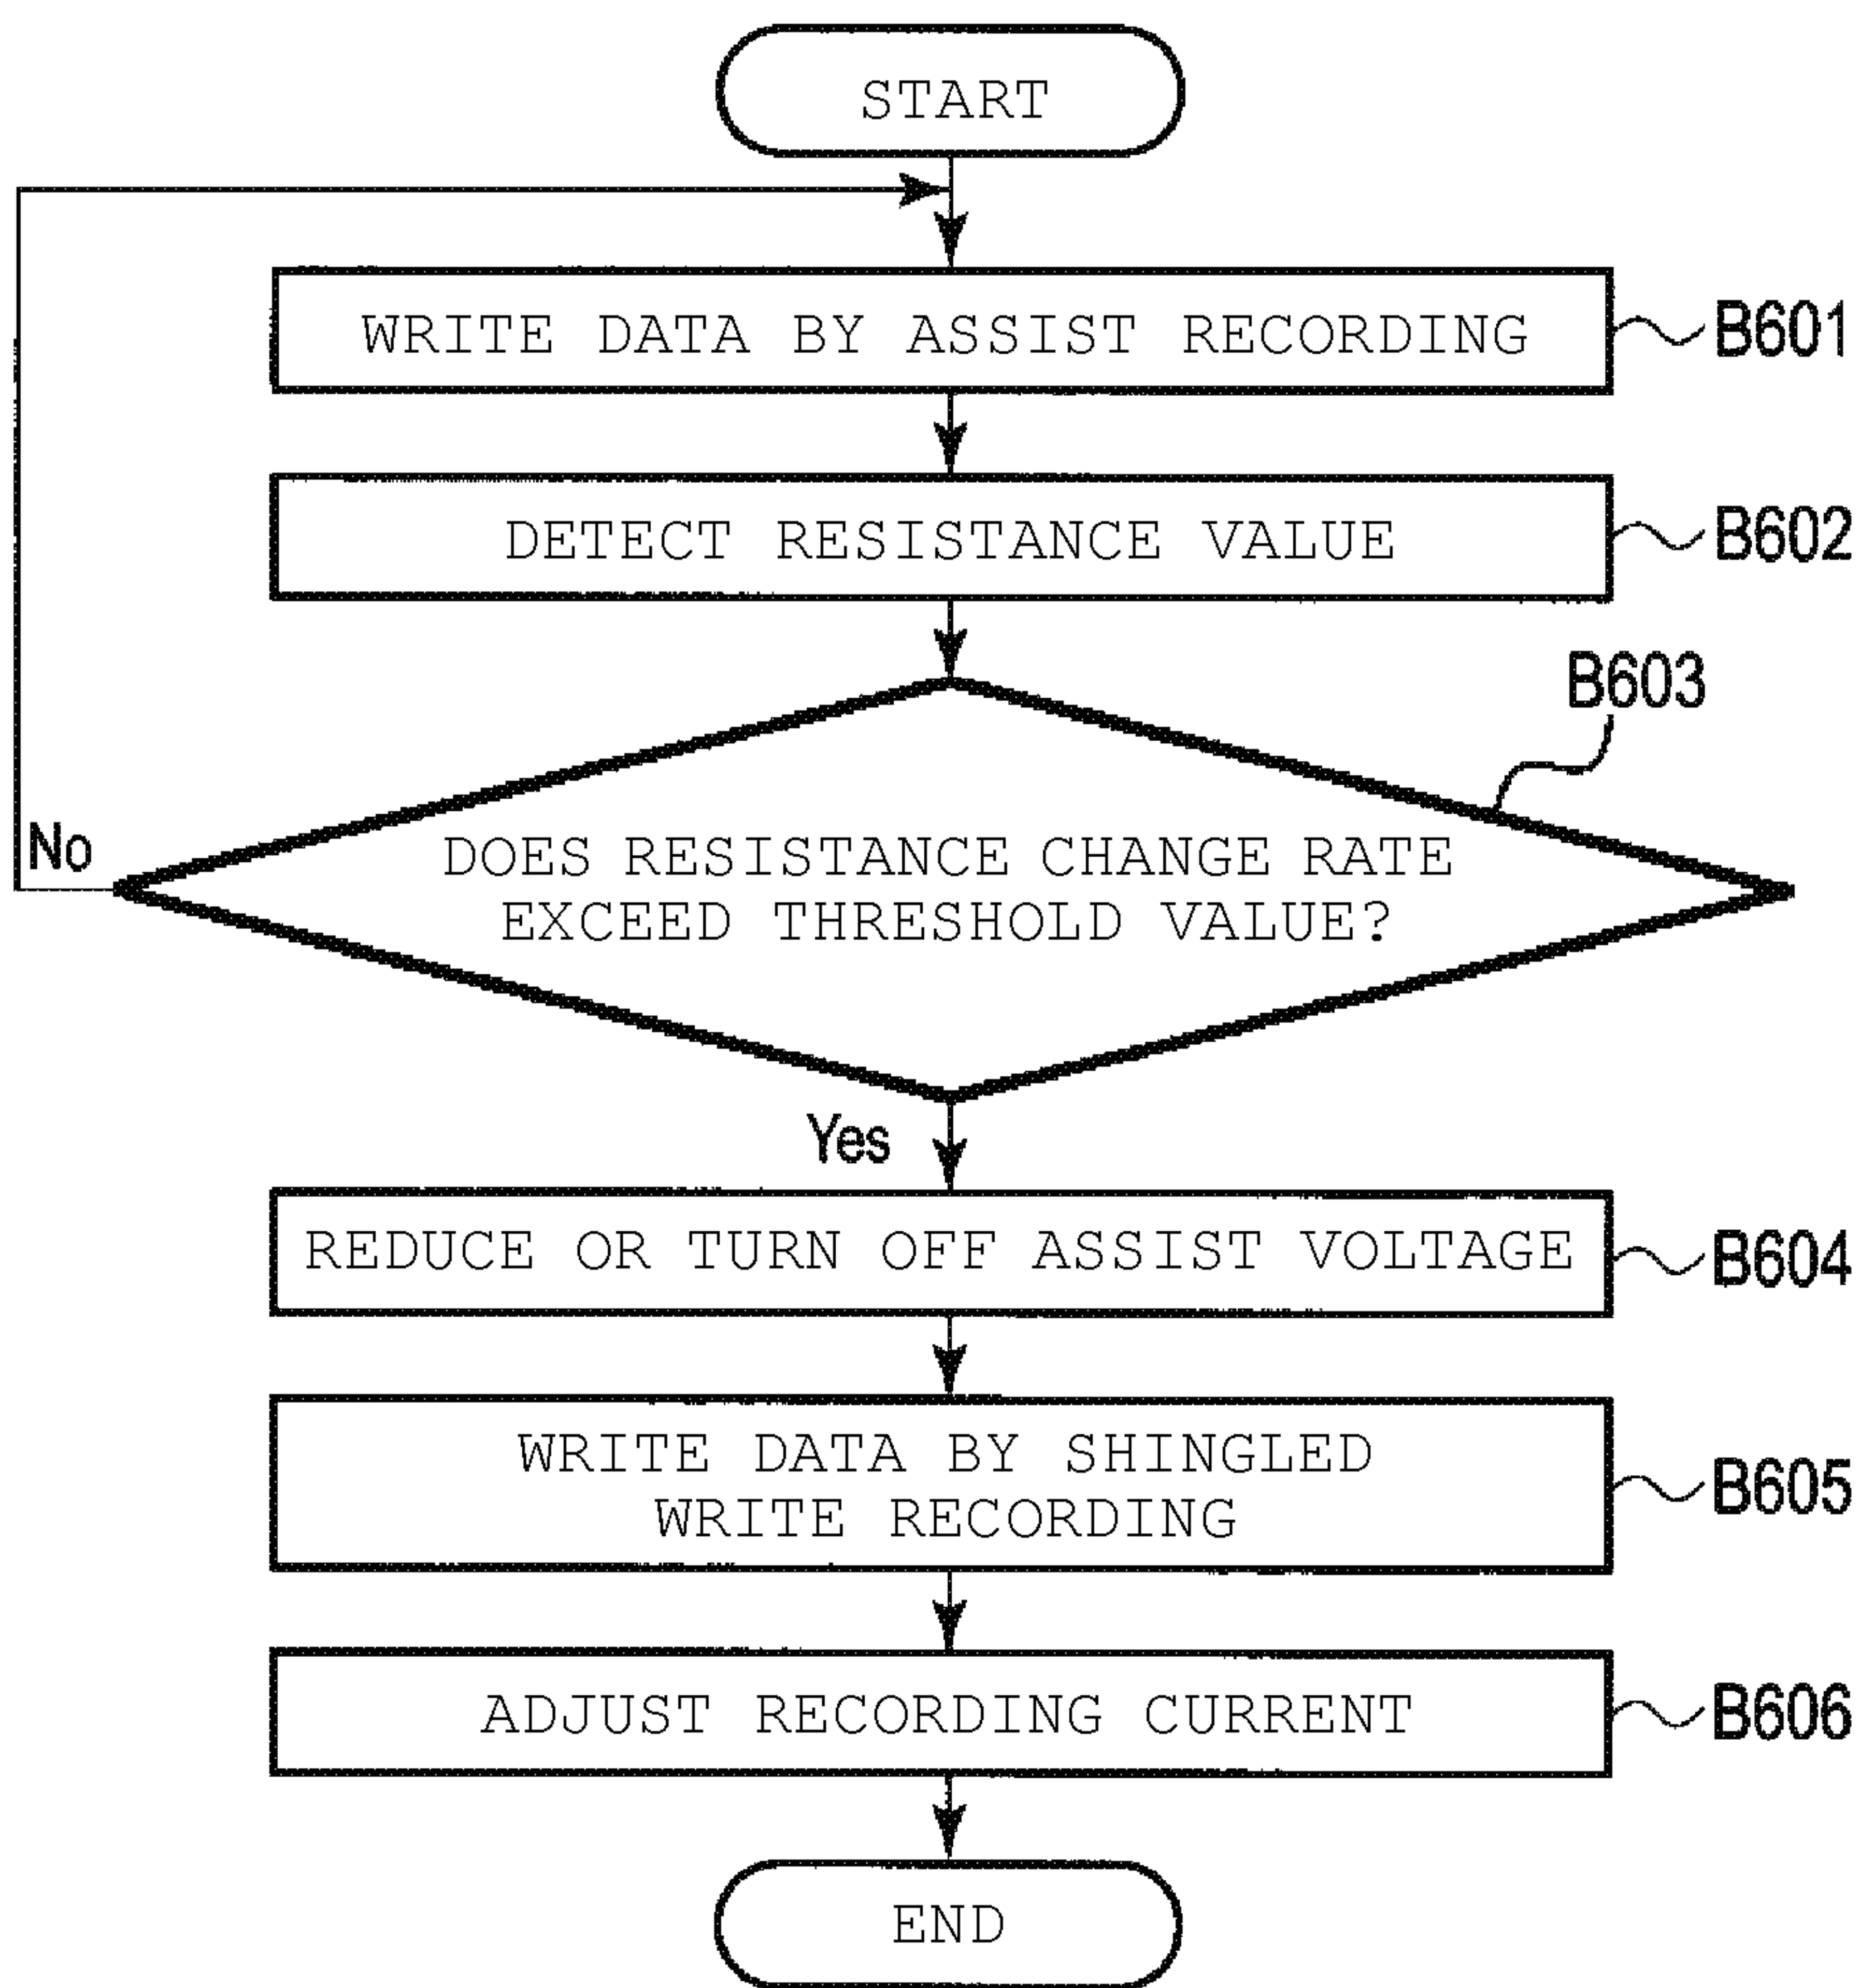 START
WRITE DATA BY ASSIST RECORDING
B601
DETECT RESISTANCE VALUE
B602
B603
No
DOES RESISTANCE CHANGE RATE
EXCEED THRESHOLD VALUE?
Yes
REDUCE OR TURN OFF ASSIST VOLTAGE
B604
WRITE DATA BY SHINGLED
WRITE RECORDING
B605
ADJUST RECORDING CURRENT
B606
END